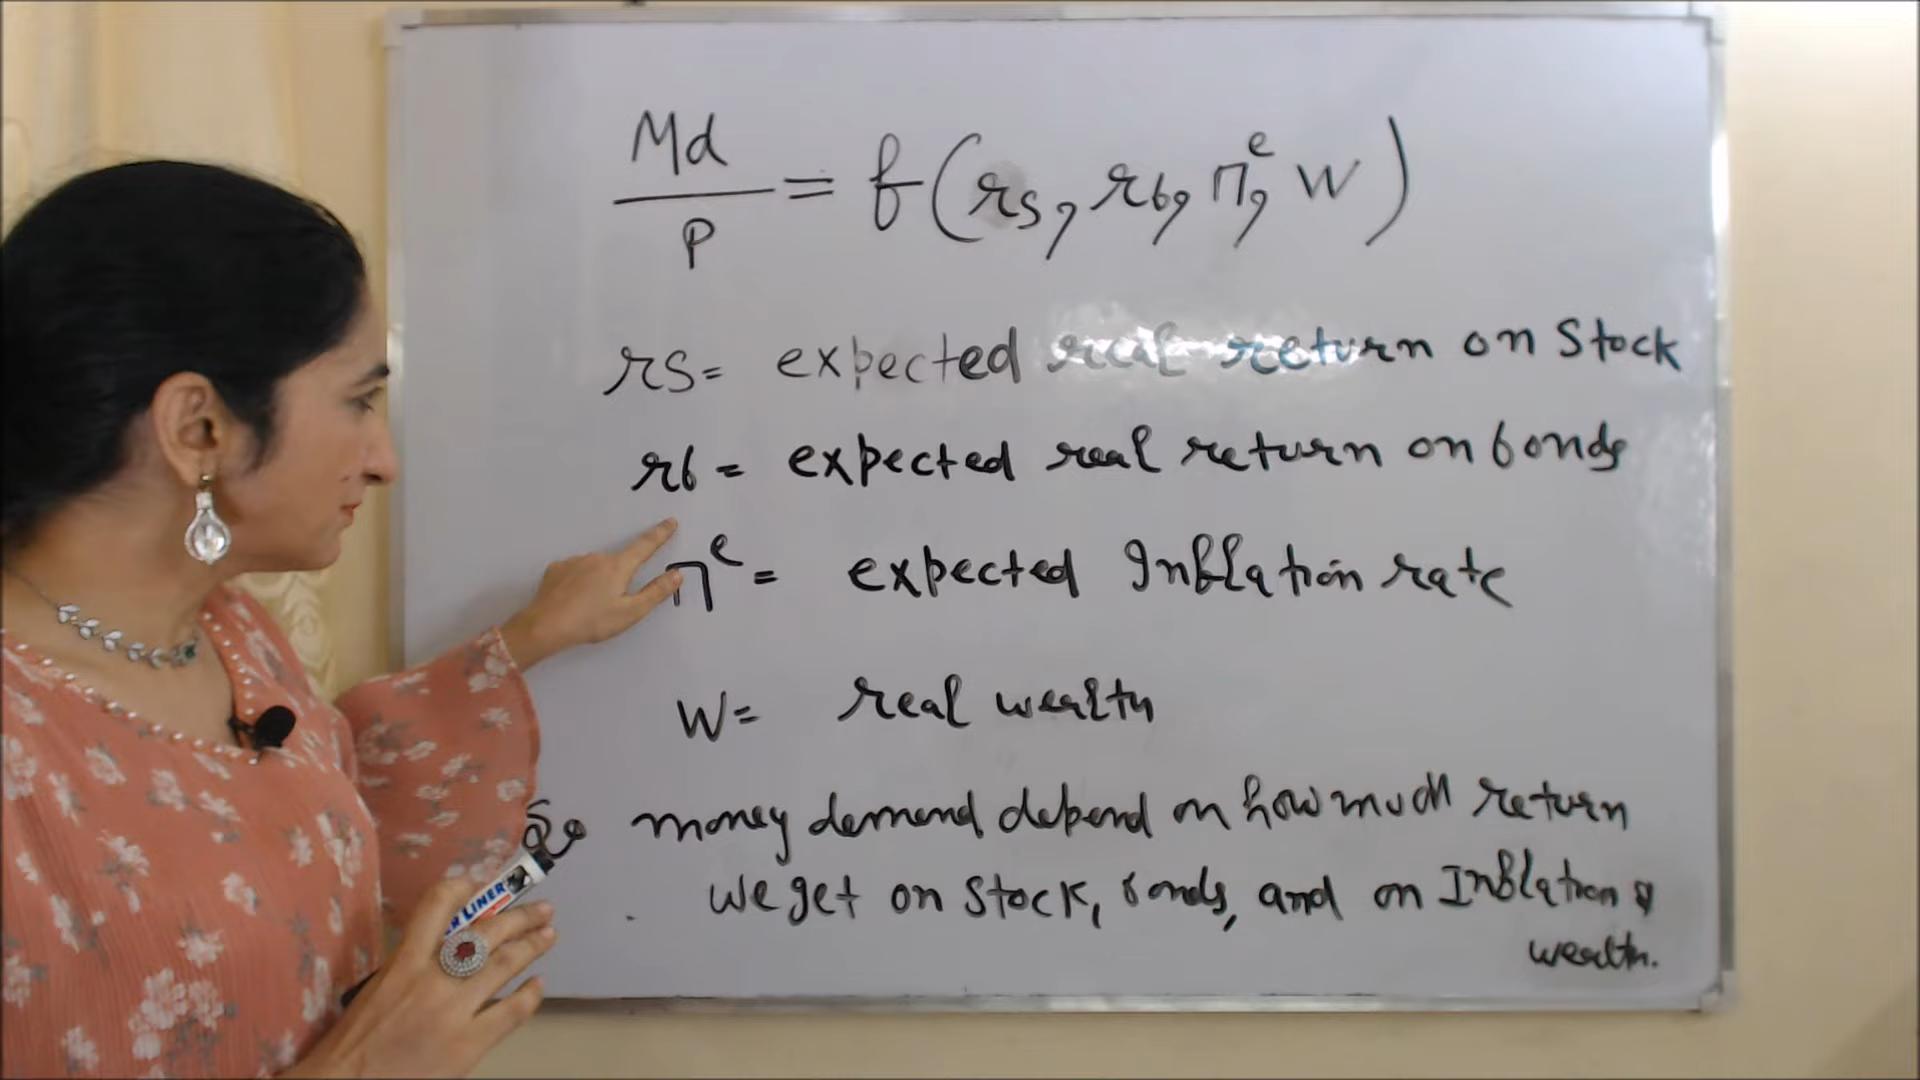 Md
P
= f(rs, rb, π^e, W)
rs = expected real return on Stock
rb = expected real return on bonds
π^e = expected Inflation rate
W = real wealth
So money demand depend on how much return
we get on Stock, bonds, and on Inflation &
wealth.
R LINER